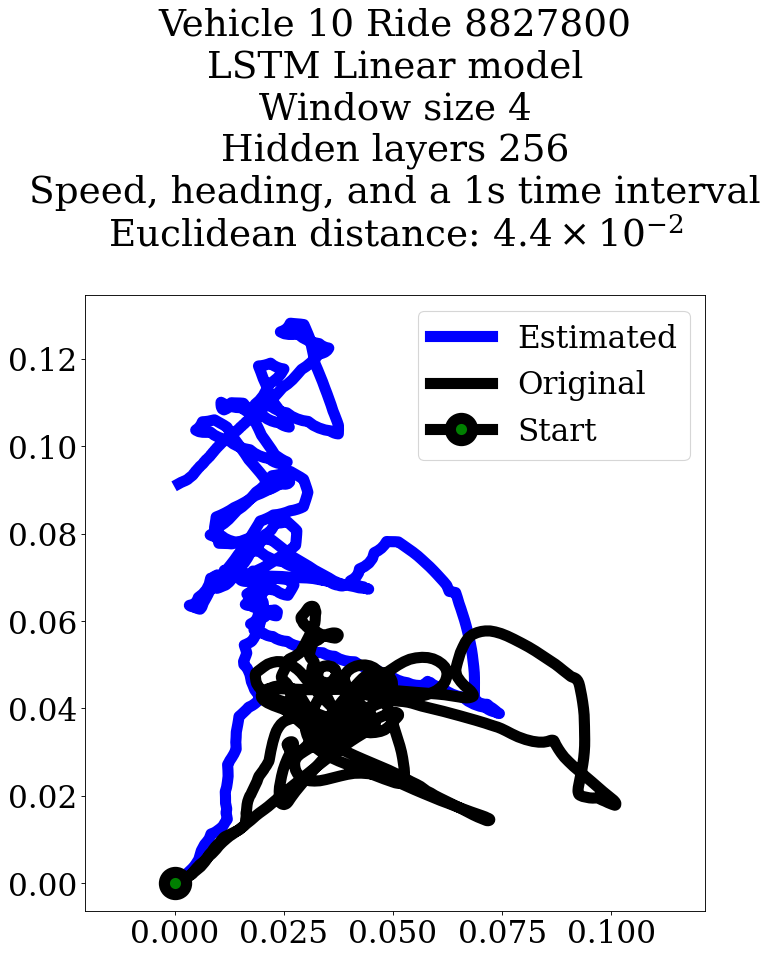 Vehicle 10 Ride 8827800
LSTM Linear model
Window size 4
Hidden layers 256
Speed, heading, and a 1s time interval
Euclidean distance: 4.4 × 10⁻²
Estimated
Original
Start
0.12
0.10
0.08
0.06
0.04
0.02
0.00
0.000 0.025 0.050 0.075 0.100